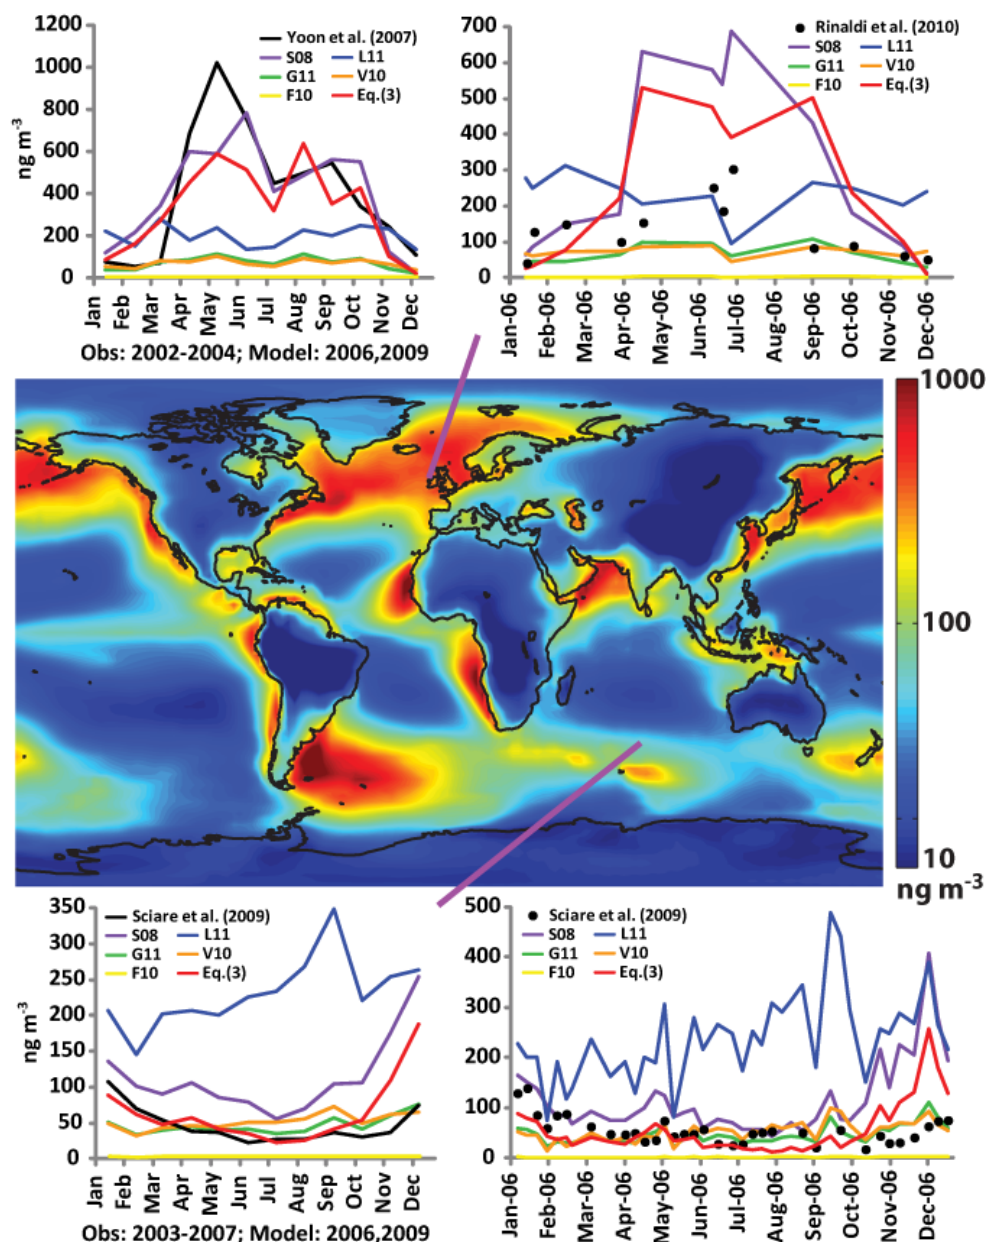 1200
1000
800
600
400
200
0
ng m-3
Yoon et al. (2007)
S08 L11
G11 V10
F10 Eq.(3)
Jan Feb Mar Apr May Jun Jul Aug Sep Oct Nov Dec
Obs: 2002-2004; Model: 2006,2009
700
600
500
400
300
200
100
0
Rinaldi et al. (2010)
S08 L11
G11 V10
F10 Eq.(3)
Jan-06 Feb-06 Mar-06 Apr-06 May-06 Jun-06 Jul-06 Aug-06 Sep-06 Oct-06 Nov-06 Dec-06
1000
100
10
ng m-3
350
300
250
200
150
100
50
0
ng m-3
Sciare et al. (2009)
S08 L11
G11 V10
F10 Eq.(3)
Jan Feb Mar Apr May Jun Jul Aug Sep Oct Nov Dec
Obs: 2003-2007; Model: 2006,2009
500
400
300
200
100
0
Sciare et al. (2009)
S08 L11
G11 V10
F10 Eq.(3)
Jan-06 Feb-06 Mar-06 Apr-06 May-06 Jun-06 Jul-06 Aug-06 Sep-06 Oct-06 Nov-06 Dec-06